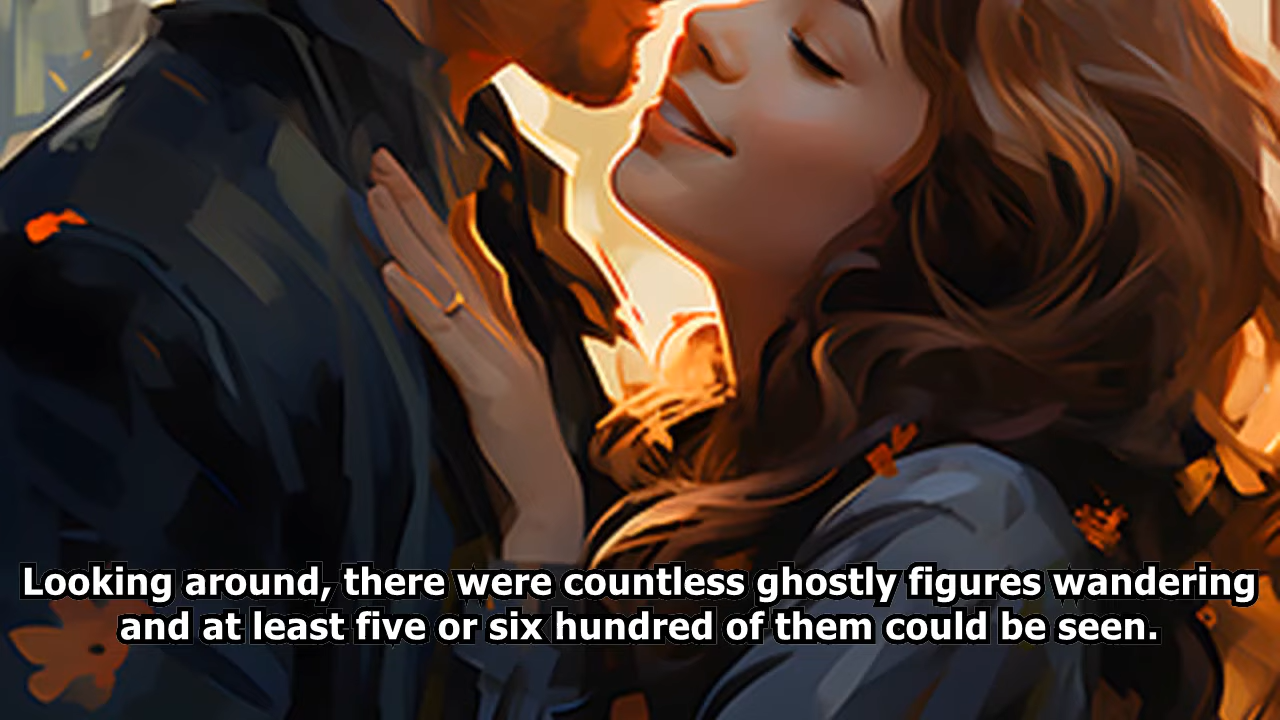 Looking around, there were countless ghostly figures wandering
and at least five or six hundred of them could be seen.